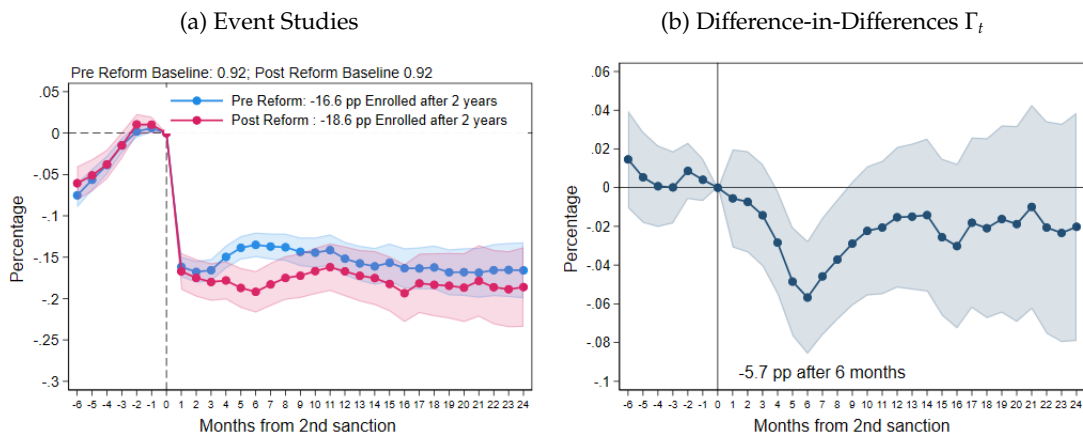 (a) Event Studies
Pre Reform Baseline: 0.92; Post Reform Baseline 0.92
Pre Reform: -16.6 pp Enrolled after 2 years
Post Reform : -18.6 pp Enrolled after 2 years
Percentage
.05
0
-.05
-.1
-.15
-.2
-.25
-.3
-6 -5 -4 -3 -2 -1 0 1 2 3 4 5 6 7 8 9 10 11 12 13 14 15 16 17 18 19 20 21 22 23 24
Months from 2nd sanction
(b) Difference-in-Differences Γt
Percentage
.06
.04
.02
0
-.02
-.04
-.06
-.08
-.1
-5.7 pp after 6 months
-6 -5 -4 -3 -2 -1 0 1 2 3 4 5 6 7 8 9 10 11 12 13 14 15 16 17 18 19 20 21 22 23 24
Months from 2nd sanction